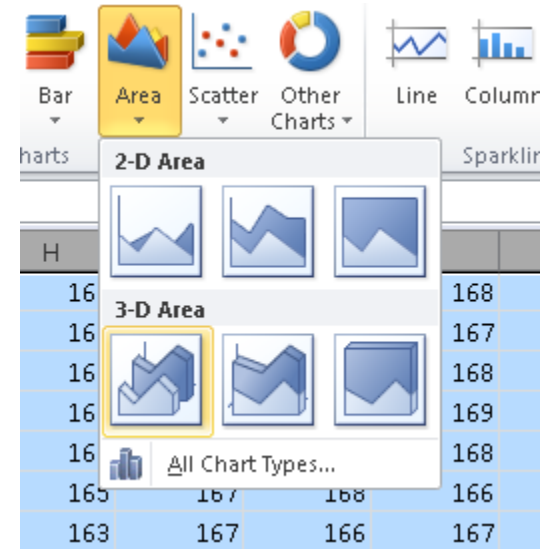 Bar Area Scatter Other Charts Line Column
harts Sparklin
2-D Area
H
16 168
3-D Area
16 167
16 168
16 169
16 168
All Chart Types...
165 167 168 166
163 167 166 167